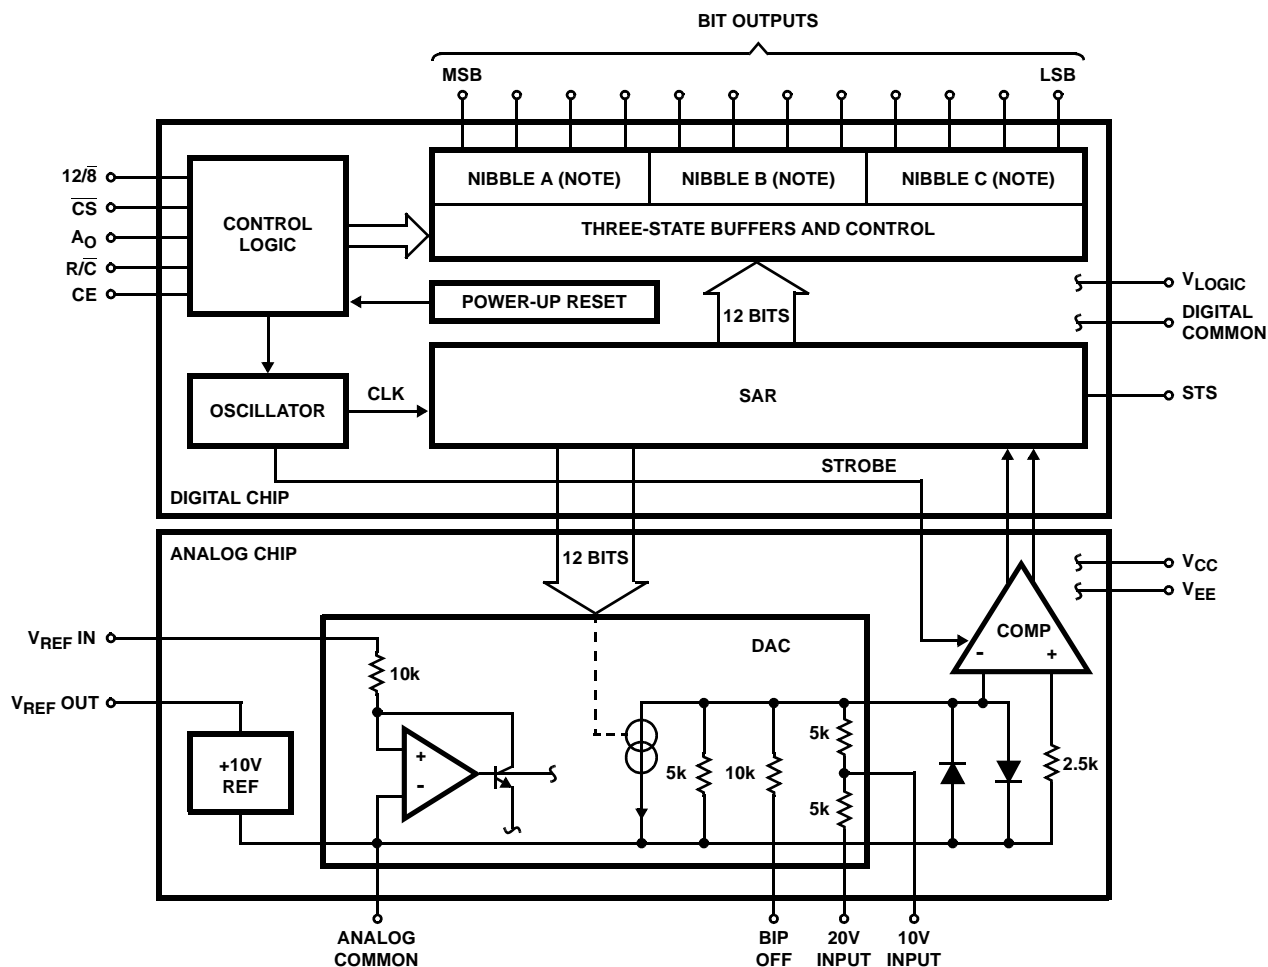 BIT OUTPUTS
MSB
LSB
12/8̅
C̅S̅
AO
R/C̅
CE
CONTROL
LOGIC
NIBBLE A (NOTE)
NIBBLE B (NOTE)
NIBBLE C (NOTE)
THREE-STATE BUFFERS AND CONTROL
POWER-UP RESET
12 BITS
VLOGIC
DIGITAL
COMMON
OSCILLATOR
CLK
SAR
STS
STROBE
DIGITAL CHIP
ANALOG CHIP
12 BITS
VCC
VEE
COMP
-
+
VREF IN
DAC
10k
VREF OUT
+10V
REF
+
-
5k
10k
5k
5k
2.5k
ANALOG
COMMON
BIP
OFF
20V
INPUT
10V
INPUT